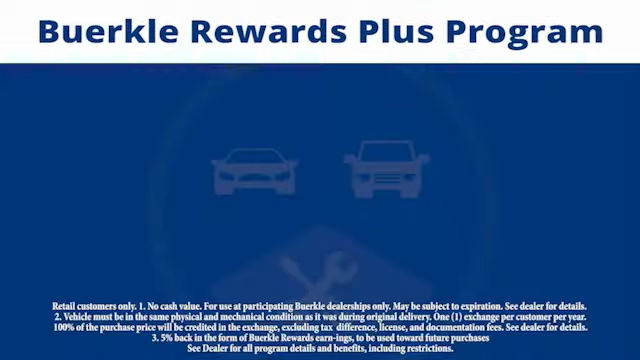 Buerkle Rewards Plus Program
Retail customers only. 1. No cash value. For use at participating Buerkle dealerships only. May be subject to expiration. See dealer for details.
2. Vehicle must be in the same physical and mechanical condition as it was during original delivery. One (1) exchange per customer per year.
100% of the purchase price will be credited in the exchange, excluding tax difference, license, and documentation fees. See dealer for details.
3. 5% back in the form of Buerkle Rewards earn-ings, to be used toward future purchases
See Dealer for all program details and benefits, including restrictions.